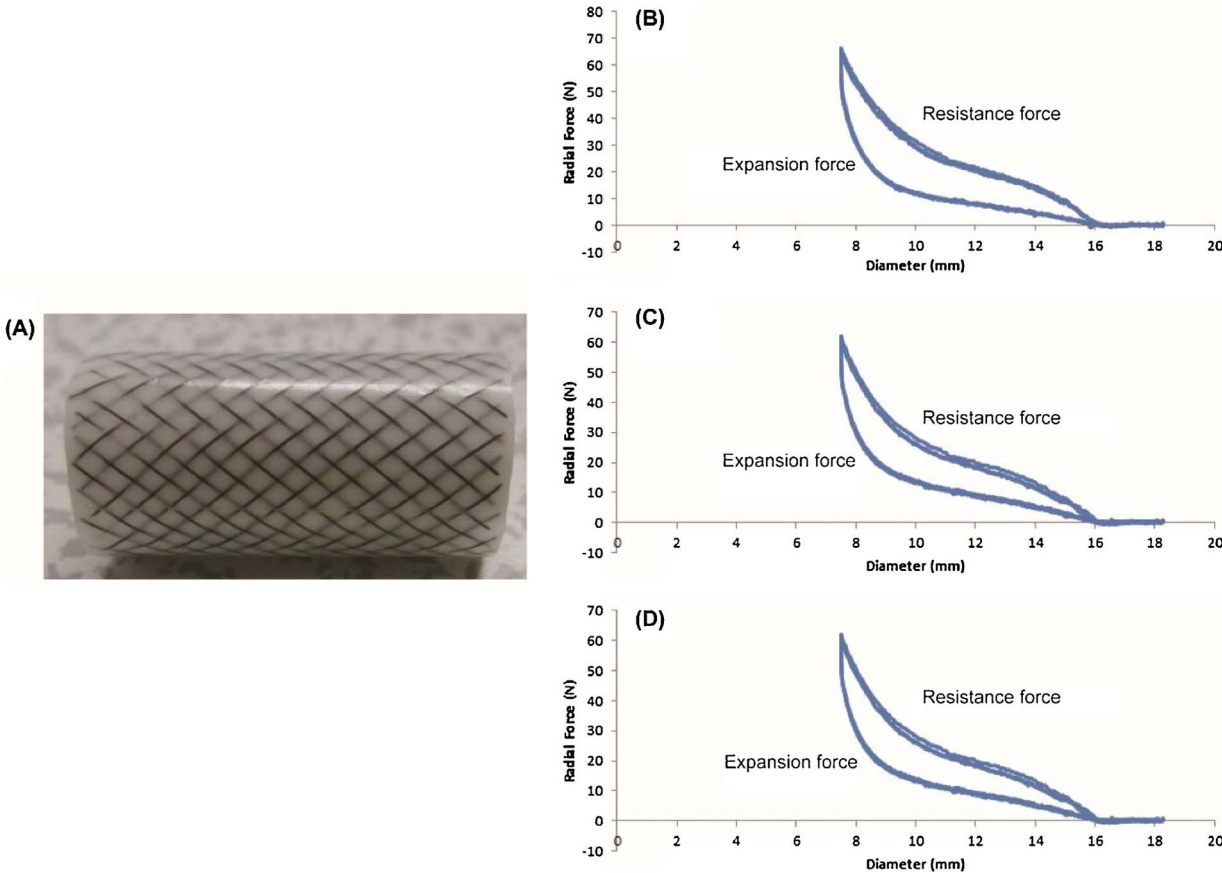 (A)
(B)
80
70
60
50
40
30
20
10
0
-10
Radial Force (N)
Resistance force
Expansion force
0 2 4 6 8 10 12 14 16 18 20
Diameter (mm)
(C)
70
60
50
40
30
20
10
0
-10
Radial Force (N)
Resistance force
Expansion force
0 2 4 6 8 10 12 14 16 18 20
Diameter (mm)
(D)
70
60
50
40
30
20
10
0
-10
Radial Force (N)
Resistance force
Expansion force
0 2 4 6 8 10 12 14 16 18 20
Diameter (mm)